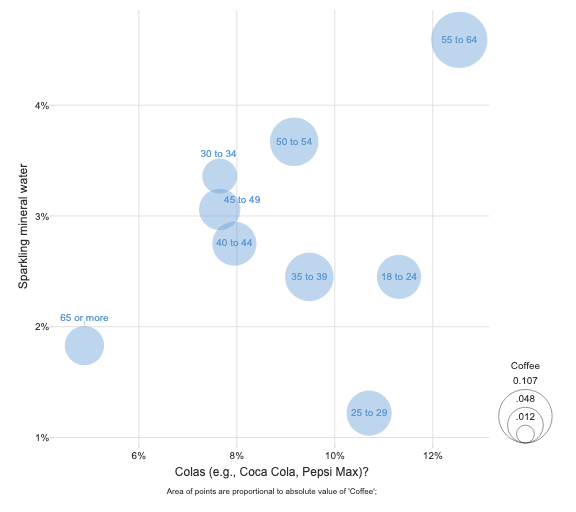 55 to 64
4%
50 to 54
30 to 34
45 to 49
3%
40 to 44
35 to 39
18 to 24
65 or more
2%
25 to 29
1%
Sparkling mineral water
6%
8%
10%
12%
Colas (e.g., Coca Cola, Pepsi Max)?
Area of points are proportional to absolute value of 'Coffee';
Coffee
0.107
.048
.012